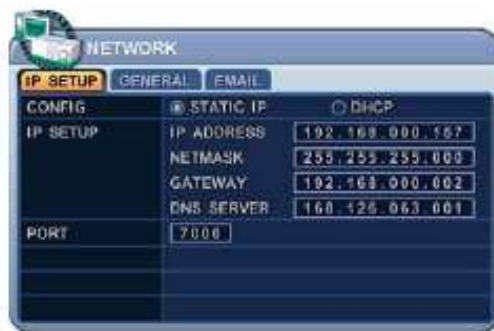 NETWORK
IP SETUP GENERAL EMAIL
CONFIG STATIC IP DHCP
IP SETUP IP ADDRESS 192.168.000.167
NETMASK 255.255.255.000
GATEWAY 192.168.000.002
DNS SERVER 168.126.063.001
PORT 7000